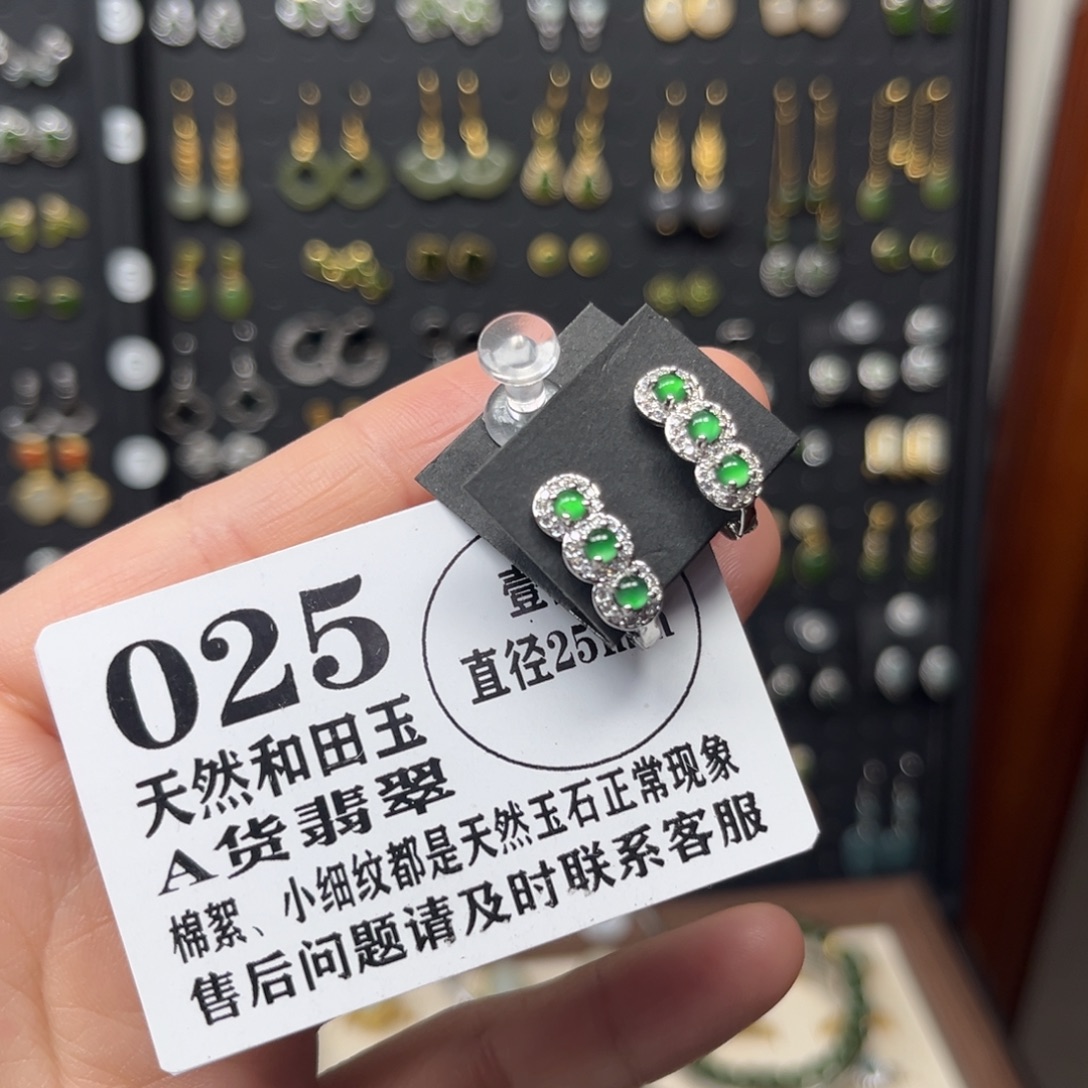 025
壹
直径25mm
天然和田玉
A货翡翠
棉絮、小细纹都是天然玉石正常现象
售后问题请及时联系客服